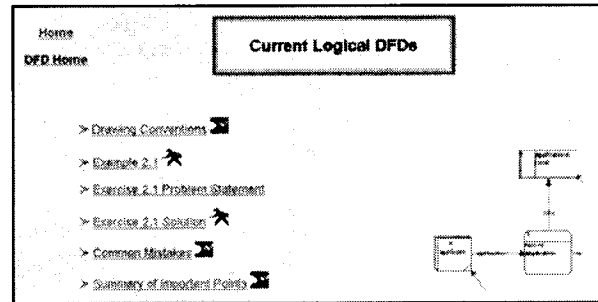 Home
DFD Home
Current Logical DFDs
> Drawing Conventions
> Example 2.1
> Exercise 2.1 Problem Statement
> Exercise 2.1 Solution
> Common Mistakes
> Summary of Important Points